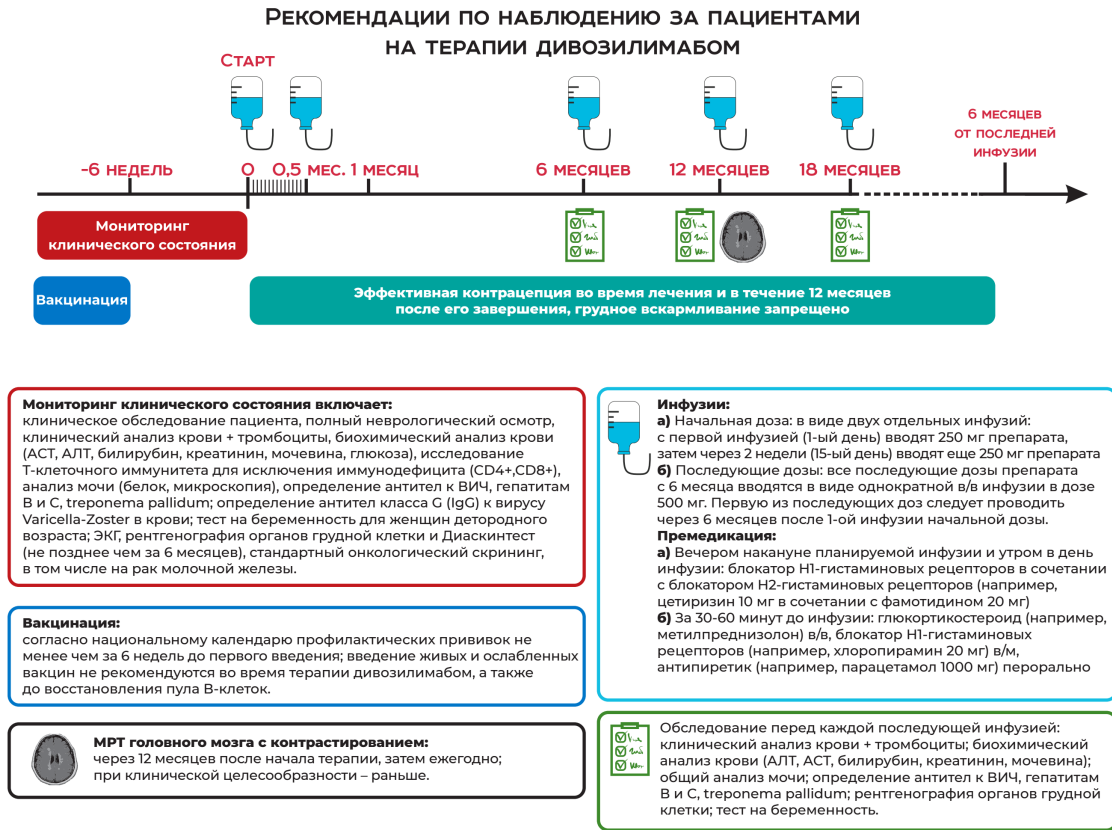 Рекомендации по наблюдению за пациентами
на терапии дивозилимабом
Старт
6 месяцев
от последней
инфузии
-6 недель
0
0,5 мес.
1 месяц
6 месяцев
12 месяцев
18 месяцев
Мониторинг
клинического состояния
Вакцинация
Эффективная контрацепция во время лечения и в течение 12 месяцев
после его завершения, грудное вскармливание запрещено
Мониторинг клинического состояния включает:
клиническое обследование пациента, полный неврологический осмотр,
клинический анализ крови + тромбоциты, биохимический анализ крови
(АСТ, АЛТ, билирубин, креатинин, мочевина, глюкоза), исследование
Т-клеточного иммунитета для исключения иммунодефицита (CD4+,CD8+),
анализ мочи (белок, микроскопия), определение антител к ВИЧ, гепатитам
В и С, treponema pallidum; определение антител класса G (IgG) к вирусу
Varicella-Zoster в крови; тест на беременность для женщин детородного
возраста; ЭКГ, рентгенография органов грудной клетки и Диаскинтест
(не позднее чем за 6 месяцев), стандартный онкологический скрининг,
в том числе на рак молочной железы.
Вакцинация:
согласно национальному календарю профилактических прививок не
менее чем за 6 недель до первого введения; введение живых и ослабленных
вакцин не рекомендуются во время терапии дивозилимабом, а также
до восстановления пула В-клеток.
МРТ головного мозга с контрастированием:
через 12 месяцев после начала терапии, затем ежегодно;
при клинической целесообразности – раньше.
Инфузии:
а) Начальная доза: в виде двух отдельных инфузий:
с первой инфузией (1-ый день) вводят 250 мг препарата,
затем через 2 недели (15-ый день) вводят еще 250 мг препарата
б) Последующие дозы: все последующие дозы препарата
с 6 месяца вводятся в виде однократной в/в инфузии в дозе
500 мг. Первую из последующих доз следует проводить
через 6 месяцев после 1-ой инфузии начальной дозы.
Премедикация:
а) Вечером накануне планируемой инфузии и утром в день
инфузии: блокатор Н1-гистаминовых рецепторов в сочетании
с блокатором Н2-гистаминовых рецепторов (например,
цетиризин 10 мг в сочетании с фамотидином 20 мг)
б) За 30-60 минут до инфузии: глюкортикостероид (например,
метилпреднизолон) в/в, блокатор Н1-гистаминовых
рецепторов (например, хлоропирамин 20 мг) в/м,
антипиретик (например, парацетамол 1000 мг) перорально
Обследование перед каждой последующей инфузией:
клинический анализ крови + тромбоциты; биохимический
анализ крови (АЛТ, АСТ, билирубин, креатинин, мочевина);
общий анализ мочи; определение антител к ВИЧ, гепатитам
В и С, treponema pallidum; рентгенография органов грудной
клетки; тест на беременность.